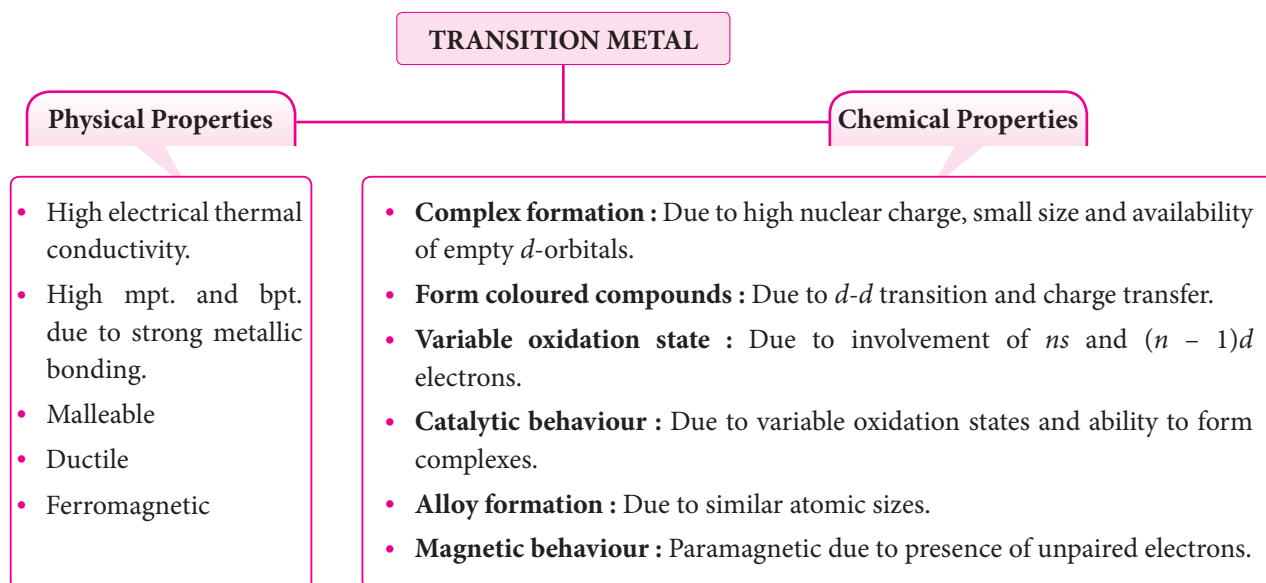 TRANSITION METAL
Physical Properties
Chemical Properties
• High electrical thermal
conductivity.
• High mpt. and bpt.
due to strong metallic
bonding.
• Malleable
• Ductile
• Ferromagnetic
• Complex formation : Due to high nuclear charge, small size and availability
of empty d-orbitals.
• Form coloured compounds : Due to d-d transition and charge transfer.
• Variable oxidation state : Due to involvement of ns and (n – 1)d
electrons.
• Catalytic behaviour : Due to variable oxidation states and ability to form
complexes.
• Alloy formation : Due to similar atomic sizes.
• Magnetic behaviour : Paramagnetic due to presence of unpaired electrons.